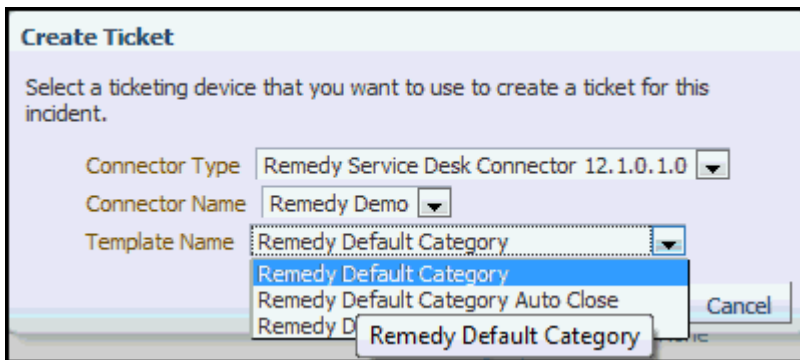 Create Ticket
Select a ticketing device that you want to use to create a ticket for this
incident.
Connector Type Remedy Service Desk Connector 12.1.0.1.0
Connector Name Remedy Demo
Template Name Remedy Default Category
Remedy Default Category
Remedy Default Category Auto Close
Cancel
Remedy D
Remedy Default Category